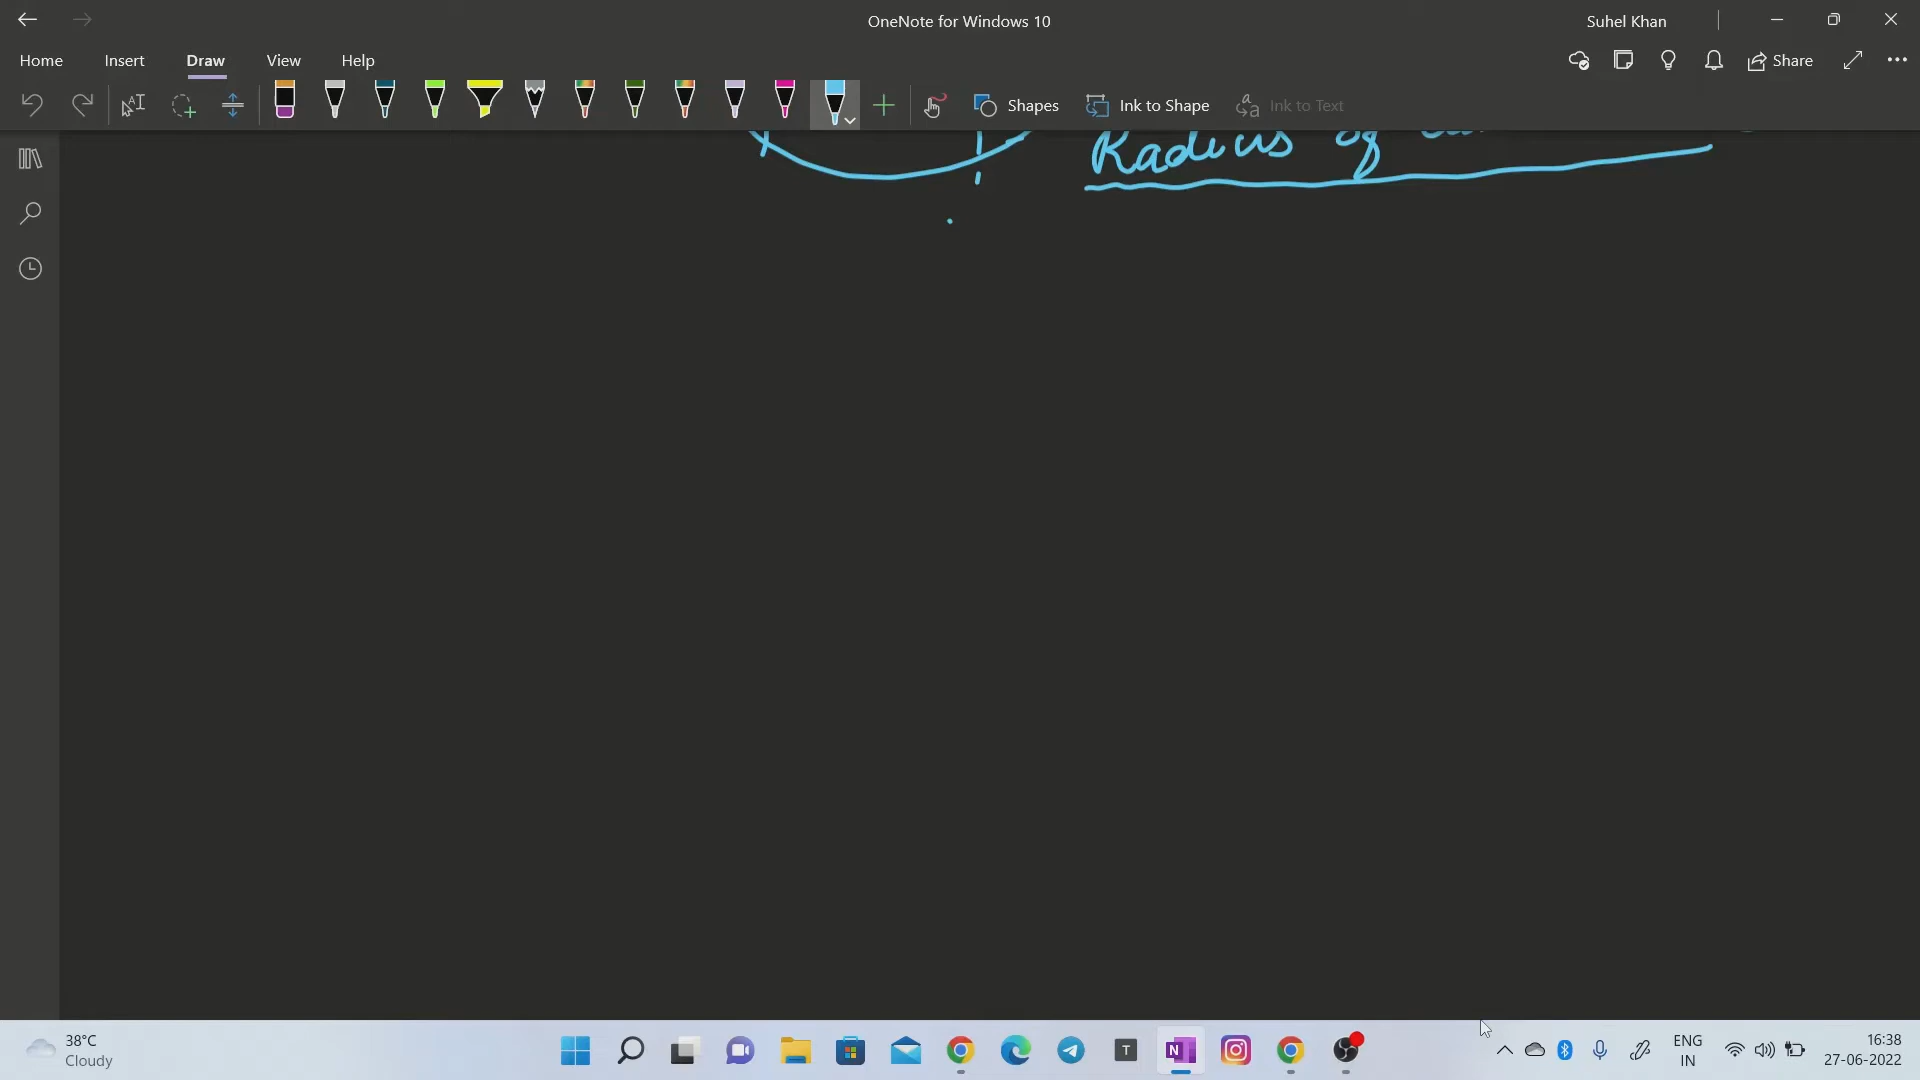 OneNote for Windows 10
Suhel Khan
Home Insert Draw View Help
Share
Shapes Ink to Shape Ink to Text
Radius of
38°C
Cloudy
ENG
IN
16:38
27-06-2022